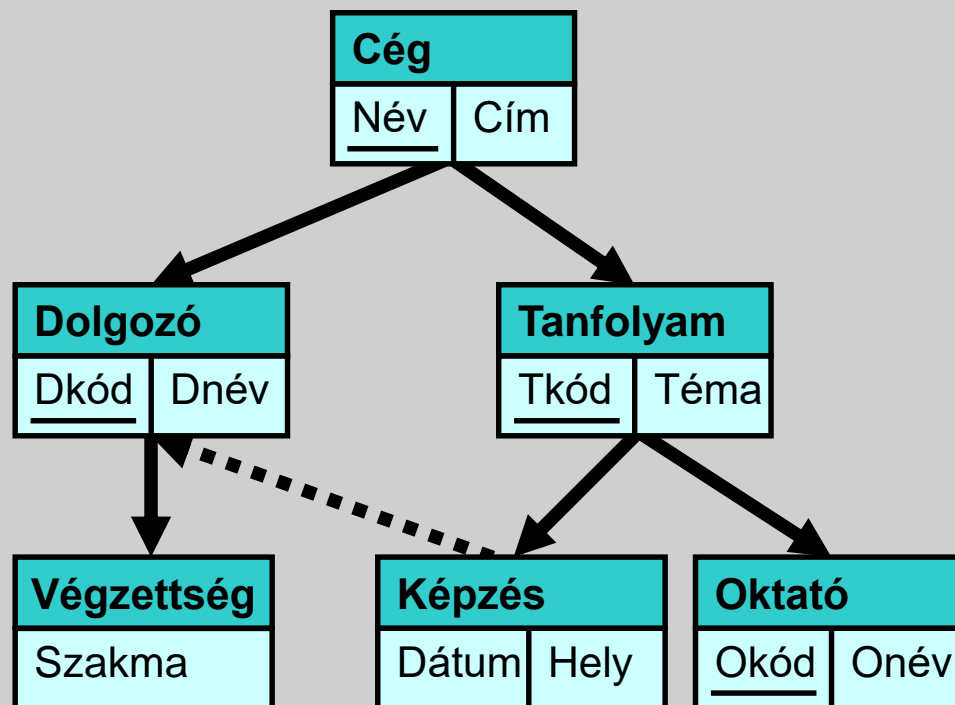 Cég
Név Cím
Dolgozó Tanfolyam
Dkód Dnév Tkód Téma
Végzettség Képzés Oktató
Szakma Dátum Hely Okód Onév